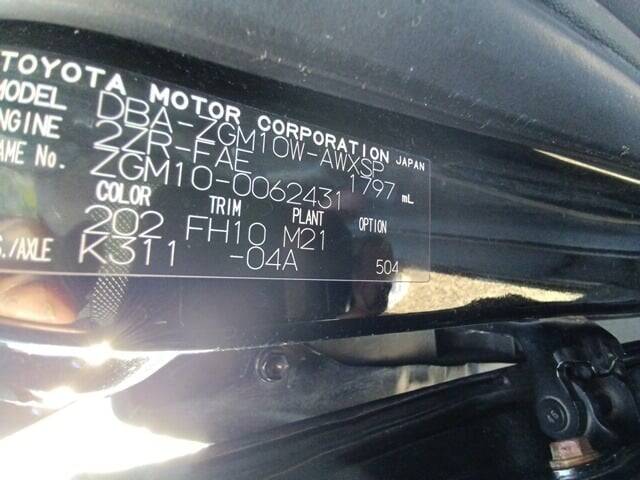 TOYOTA MOTOR CORPORATION JAPAN
MODEL DBA-ZGM10W-AWXSP
ENGINE 2ZR-FAE 1797 mL
AME No. ZGM10-0062431
COLOR TRIM PLANT OPTION
202 FH10 M21
S./AXLE K311 -04A 504